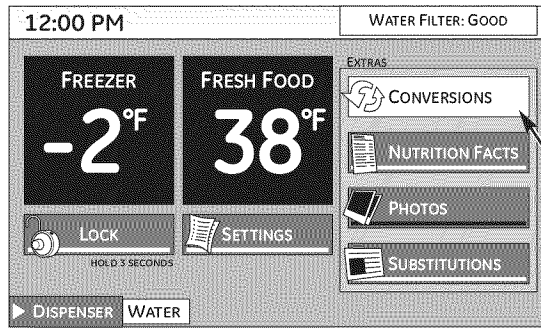 12:00 PM
WATER FILTER: GOOD
FREEZER
-2°F
FRESH FOOD
38°F
EXTRAS
CONVERSIONS
NUTRITION FACTS
PHOTOS
SUBSTITUTIONS
LOCK
HOLD 3 SECONDS
SETTINGS
DISPENSER
WATER